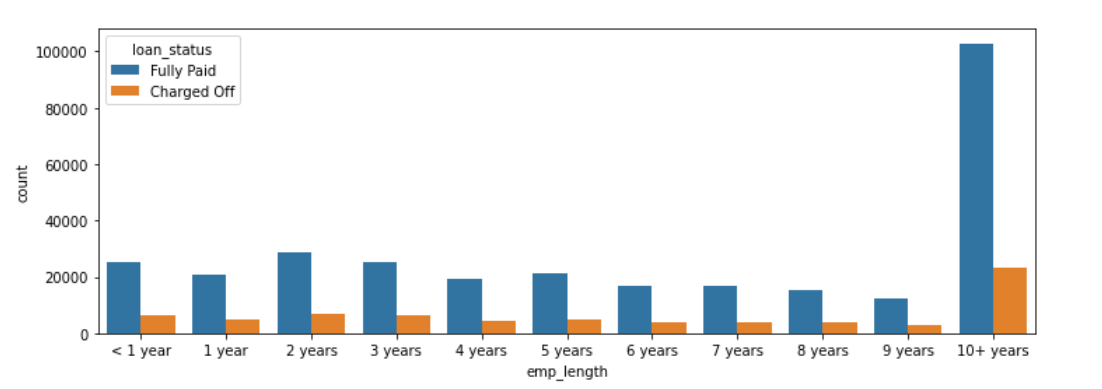 loan_status
Fully Paid
Charged Off
100000
80000
60000
40000
20000
0
count
< 1 year 1 year 2 years 3 years 4 years 5 years 6 years 7 years 8 years 9 years 10+ years
emp_length